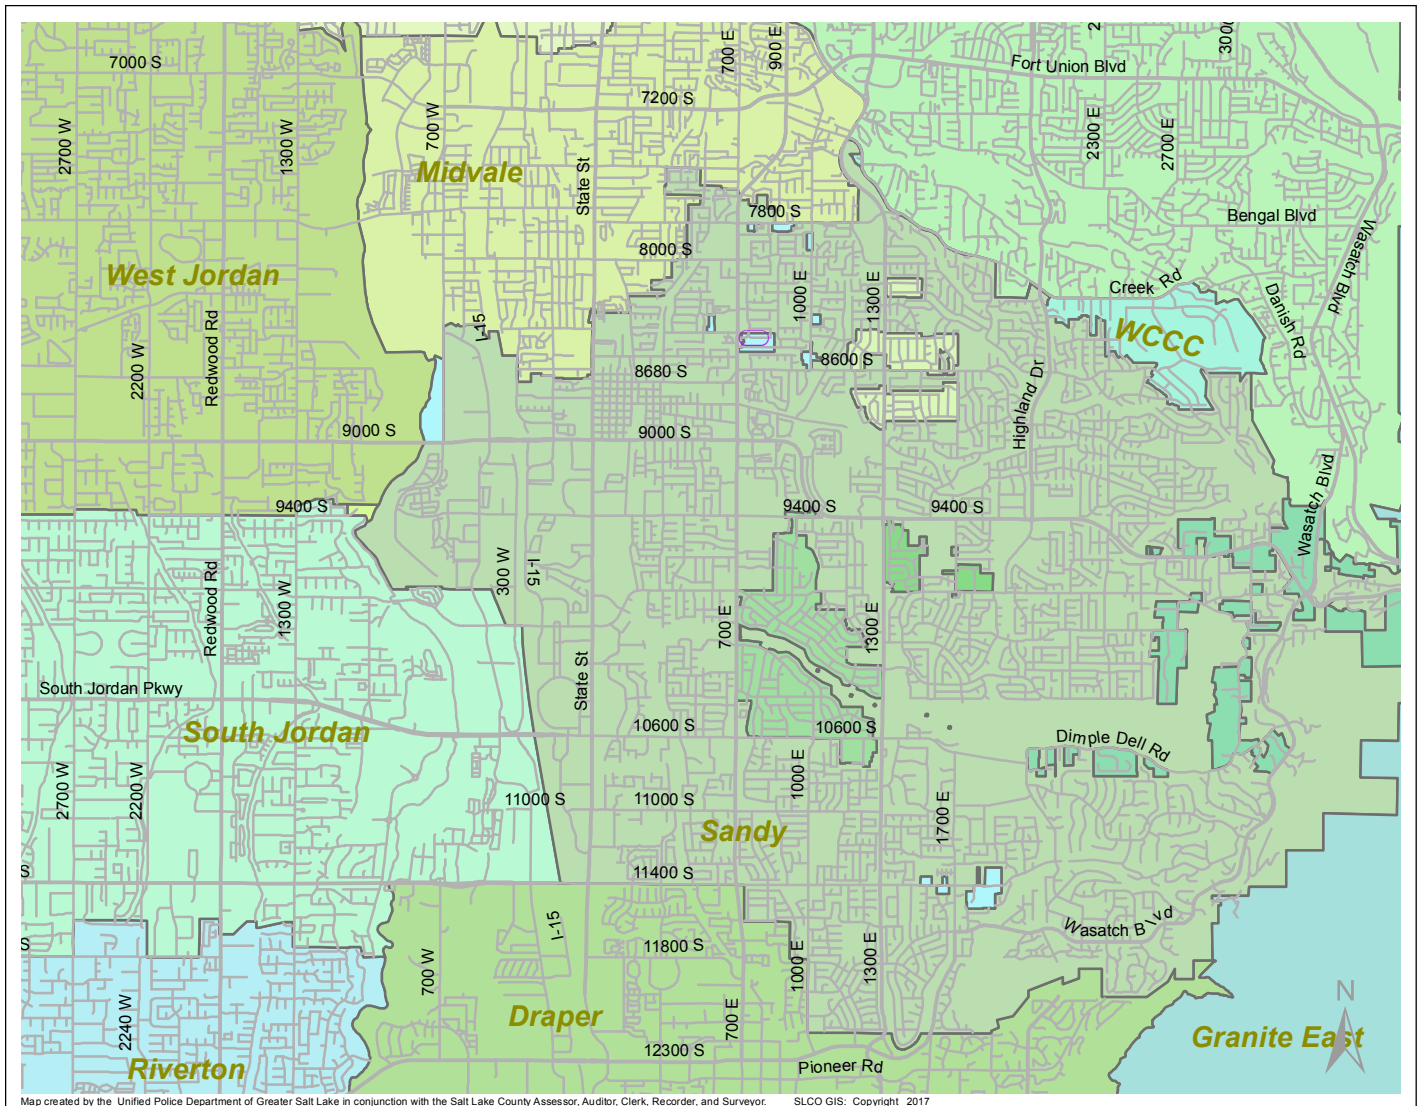 7000 S
700 E
900 E
2
3000
Fort Union Blvd
7200 S
2700 W
1300 W
700 W
2300 E
2700 E
Midvale
State St
7800 S
Bengal Blvd
Wasatch Blvd
8000 S
West Jordan
1000 E
1300 E
Creek Rd
Danish Rd
I-15
Redwood Rd
WCCC
2200 W
8680 S
8600 S
Highland Dr
9000 S
9000 S
9400 S
9400 S
9400 S
Wasatch Blvd
300 W
I-15
Redwood Rd
1300 W
700 E
1300 E
State St
South Jordan Pkwy
South Jordan
10600 S
10600 S
Dimple Dell Rd
2700 W
2200 W
1000 E
11000 S
11000 S
1700 E
Sandy
S
11400 S
Wasatch Blvd
I-15
S
700 W
11800 S
1000 E
1300 E
N
2240 W
Draper
700 E
Granite East
Riverton
12300 S
Pioneer Rd
Map created by the Unified Police Department of Greater Salt Lake in conjunction with the Salt Lake County Assessor, Auditor, Clerk, Recorder, and Surveyor. SLCO GIS: Copyright 2017